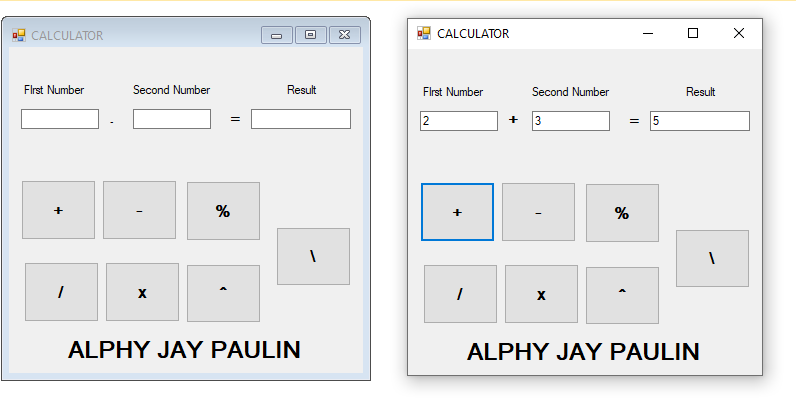 CALCULATOR
FIrst Number Second Number Result
. =
+ - %
\
/ x ^
ALPHY JAY PAULIN
CALCULATOR
FIrst Number Second Number Result
2 + 3 = 5
+ - %
\
/ x ^
ALPHY JAY PAULIN